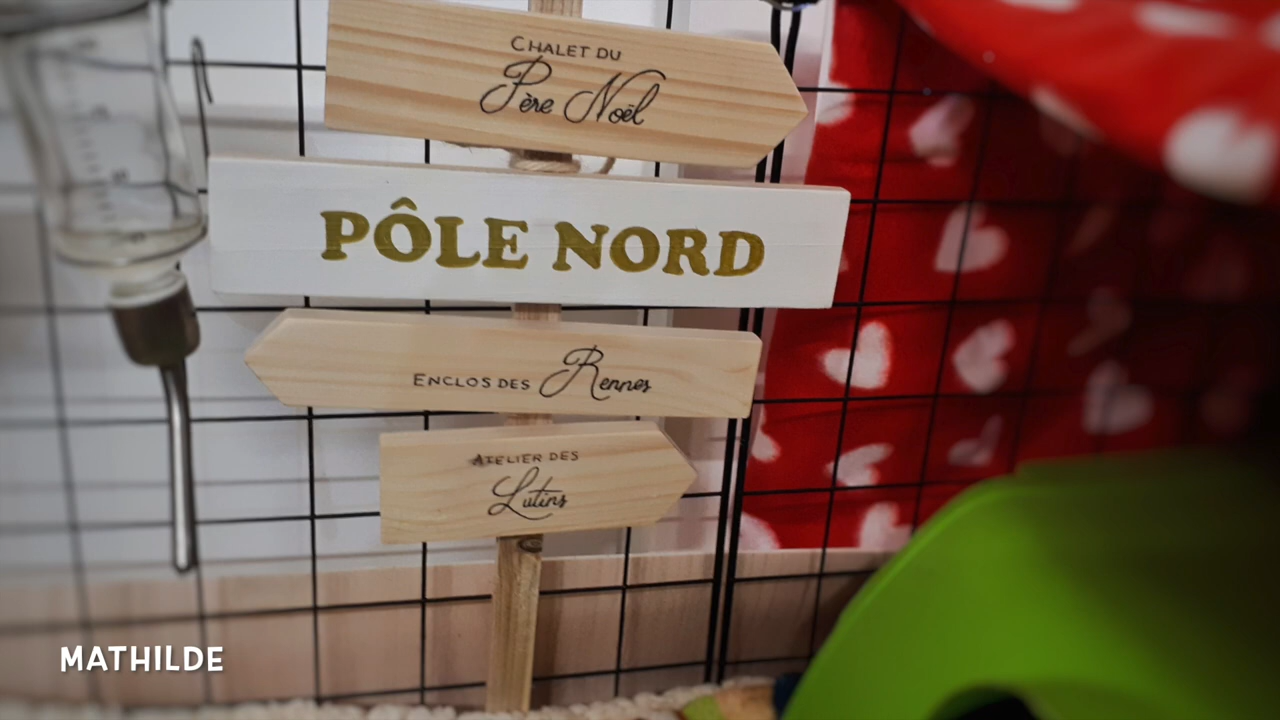 CHALET DU
Père Noël
PÔLE NORD
ENCLOS DES Rennes
ATELIER DES
Lutins
MATHILDE